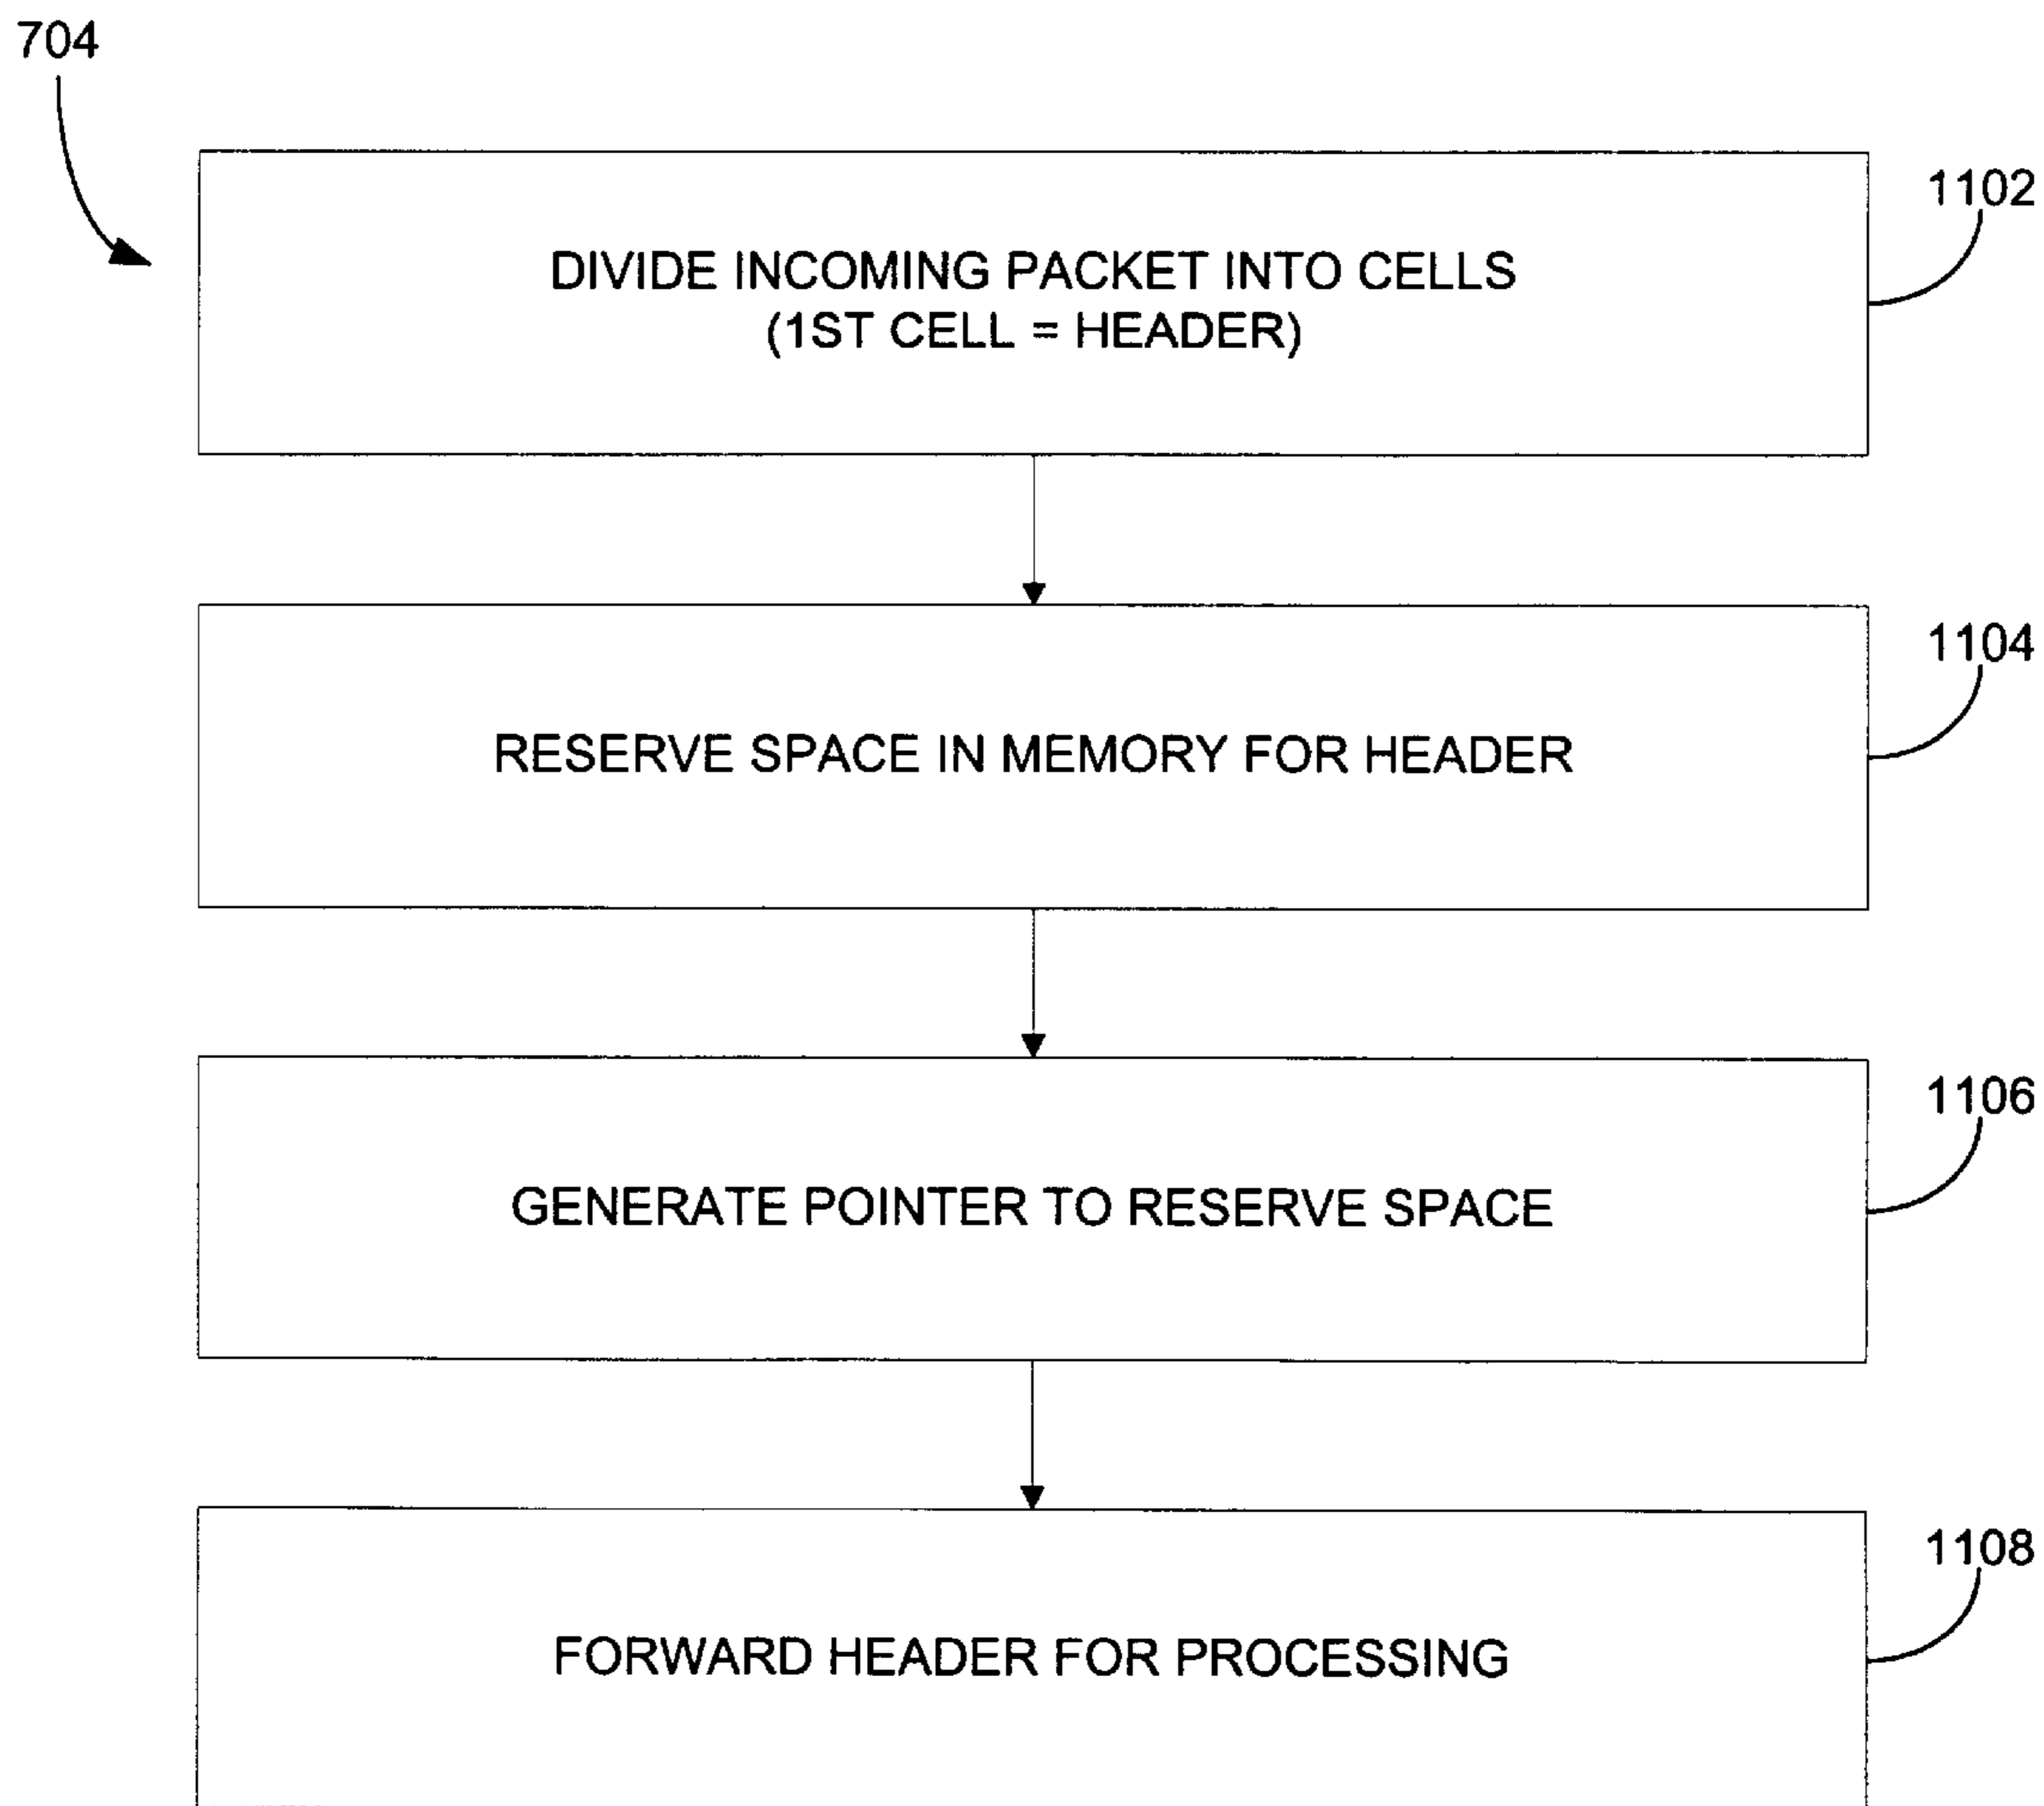 704
1102
DIVIDE INCOMING PACKET INTO CELLS
(1ST CELL = HEADER)
1104
RESERVE SPACE IN MEMORY FOR HEADER
1106
GENERATE POINTER TO RESERVE SPACE
1108
FORWARD HEADER FOR PROCESSING